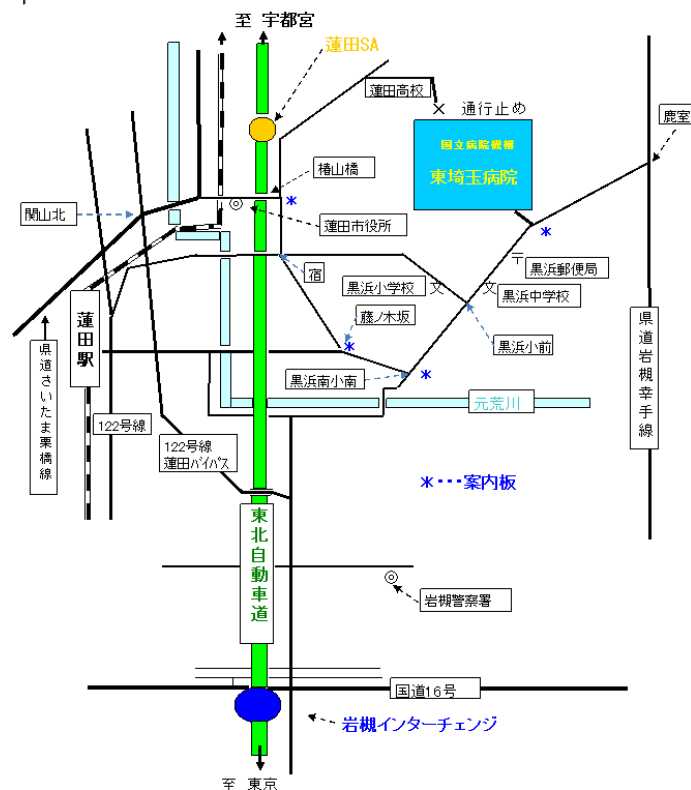 至 宇都宮
蓮田SA
蓮田高校
通行止め
国立病院機構
東埼玉病院
鹿室
椿山橋
関山北
蓮田市役所
宿
黒浜小学校
文
文
〒
黒浜郵便局
黒浜中学校
藤ノ木坂
黒浜小前
蓮田駅
県道さいたま栗橋線
県道岩槻幸手線
黒浜南小南
元荒川
122号線
122号線
蓮田バイパス
*・・・案内板
東北自動車道
岩槻警察署
国道16号
岩槻インターチェンジ
至 東京